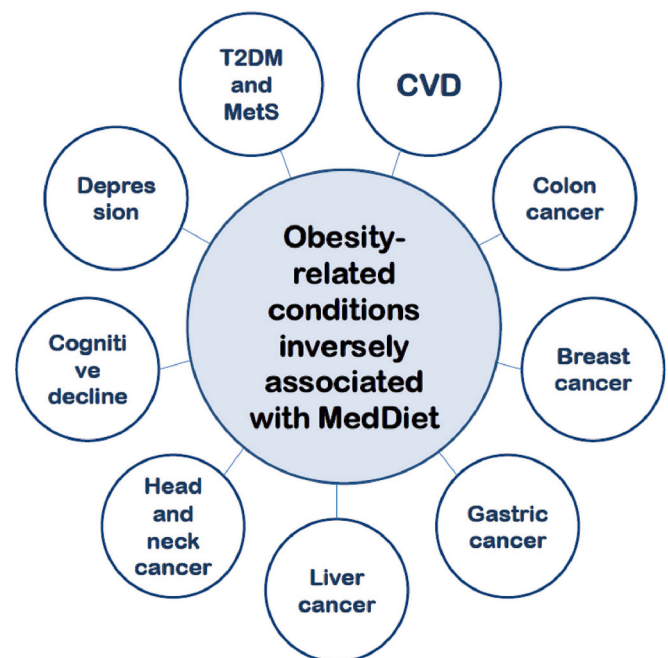 T2DM
and
MetS
CVD
Colon
cancer
Breast
cancer
Gastric
cancer
Liver
cancer
Head
and
neck
cancer
Cogniti
ve
decline
Depres
sion
Obesity-
related
conditions
inversely
associated
with MedDiet